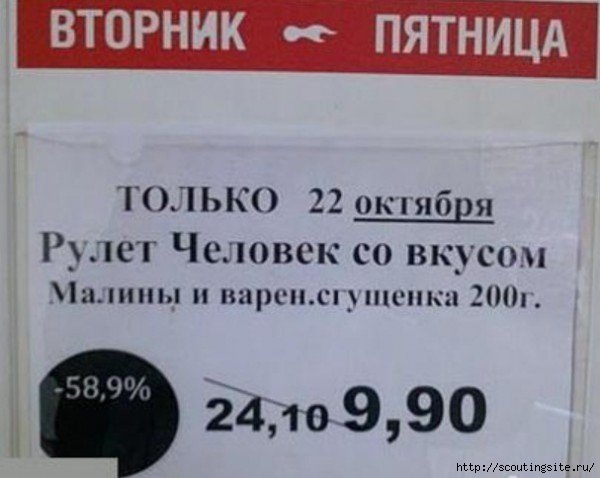 ВТОРНИК ПЯТНИЦА
ТОЛЬКО 22 октября
Рулет Человек со вкусом
Малины и варен.сгущенка 200г.
-58,9%
24,10 9,90
http://scoutingsite.ru/